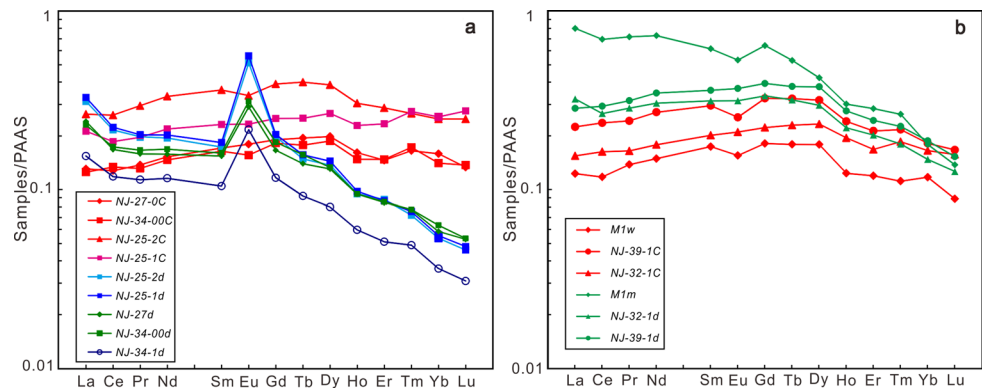 a
Samples/PAAS
1
0.1
0.01
NJ-27-0C
NJ-34-00C
NJ-25-2C
NJ-25-1C
NJ-25-2d
NJ-25-1d
NJ-27d
NJ-34-00d
NJ-34-1d
La Ce Pr Nd Sm Eu Gd Tb Dy Ho Er Tm Yb Lu
b
Samples/PAAS
1
0.1
0.01
M1w
NJ-39-1C
NJ-32-1C
M1m
NJ-32-1d
NJ-39-1d
La Ce Pr Nd Sm Eu Gd Tb Dy Ho Er Tm Yb Lu